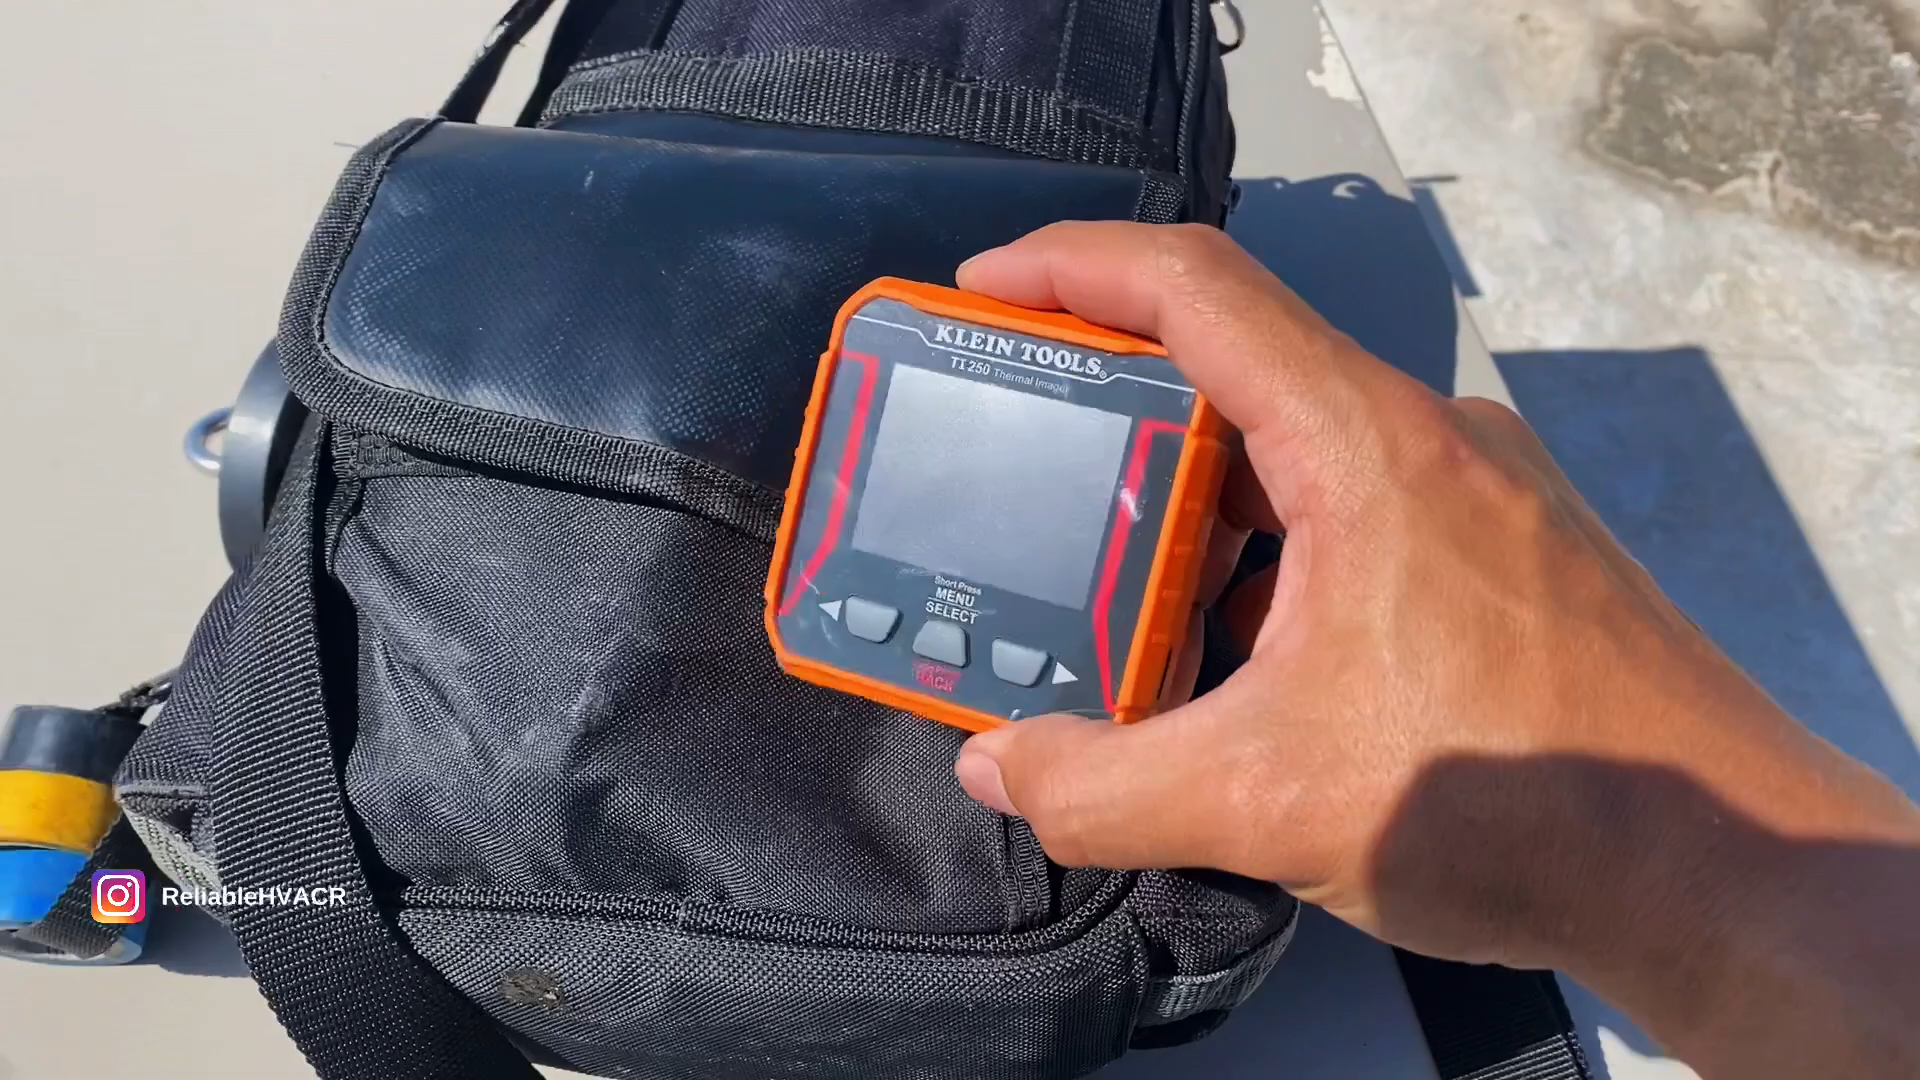 KLEIN TOOLS®
TI250 Thermal Imager
Short Press
MENU
SELECT
BACK
ReliableHVACR